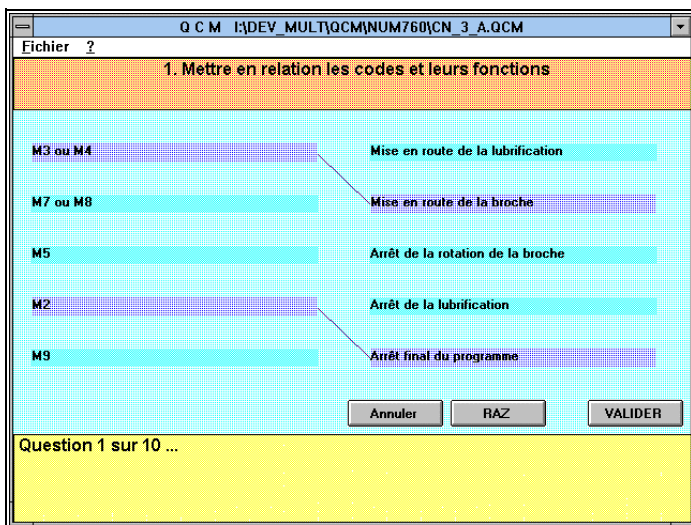 Q C M I:\DEV_MULT\QCM\NUM760\CN_3_A.QCM
Fichier ?
1. Mettre en relation les codes et leurs fonctions
M3 ou M4 Mise en route de la lubrification
M7 ou M8 Mise en route de la broche
M5 Arrêt de la rotation de la broche
M2 Arrêt de la lubrification
M9 Arrêt final du programme
Annuler RAZ VALIDER
Question 1 sur 10 ...